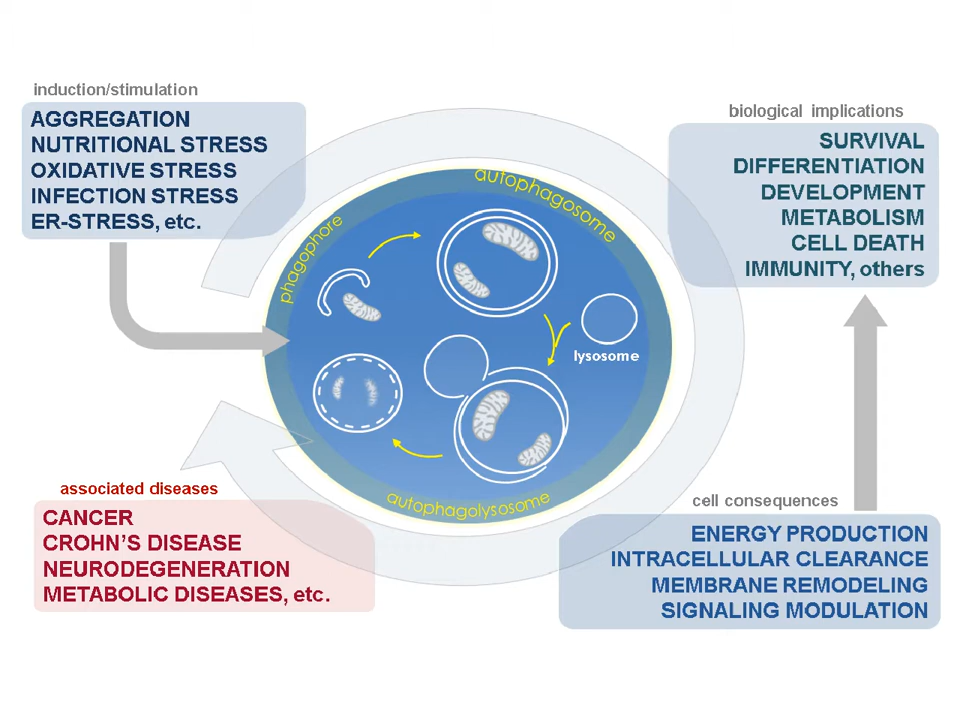 induction/stimulation
AGGREGATION
NUTRITIONAL STRESS
OXIDATIVE STRESS
INFECTION STRESS
ER-STRESS, etc.
biological implications
SURVIVAL
DIFFERENTIATION
DEVELOPMENT
METABOLISM
CELL DEATH
IMMUNITY, others
phagophore
autophagosome
lysosome
autophagolysosome
associated diseases
CANCER
CROHN'S DISEASE
NEURODEGENERATION
METABOLIC DISEASES, etc.
cell consequences
ENERGY PRODUCTION
INTRACELLULAR CLEARANCE
MEMBRANE REMODELING
SIGNALING MODULATION